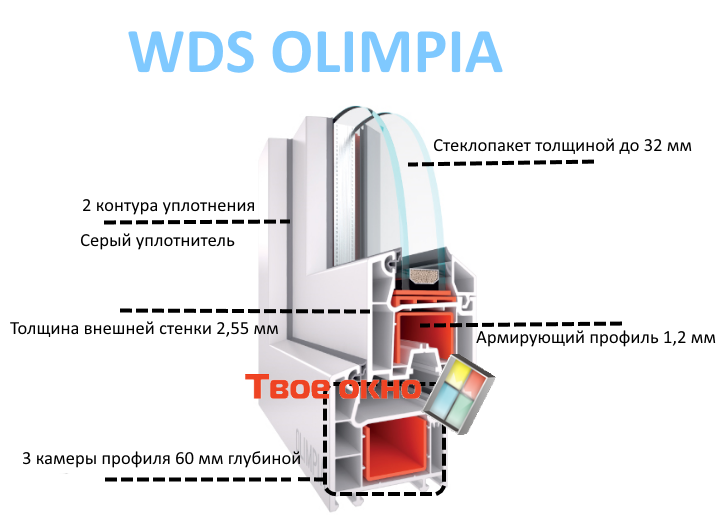 WDS OLIMPIA
Стеклопакет толщиной до 32 мм
2 контура уплотнения
Серый уплотнитель
Толщина внешней стенки 2,55 мм
Армирующий профиль 1,2 мм
Твое окно
3 камеры профиля 60 мм глубиной